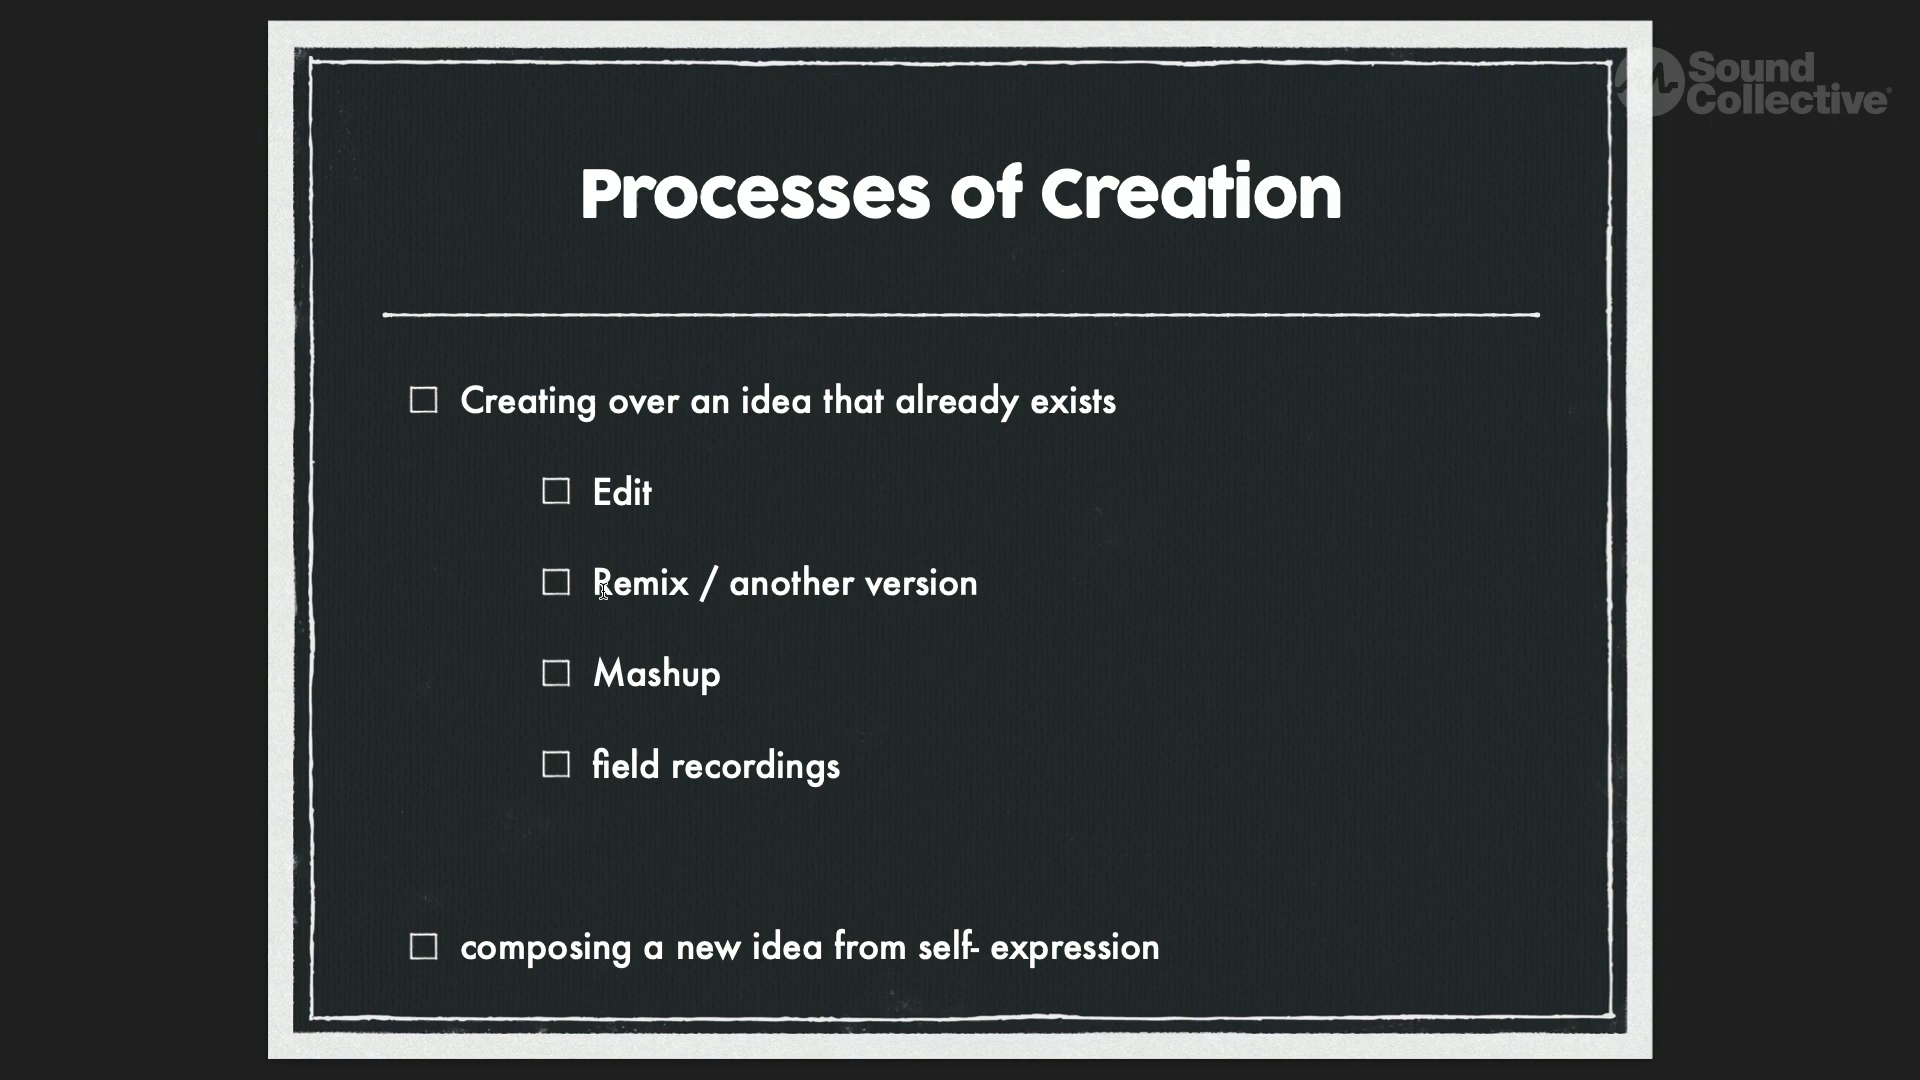 Sound
Collective
Processes of Creation
Creating over an idea that already exists
Edit
Remix / another version
Mashup
field recordings
composing a new idea from self- expression